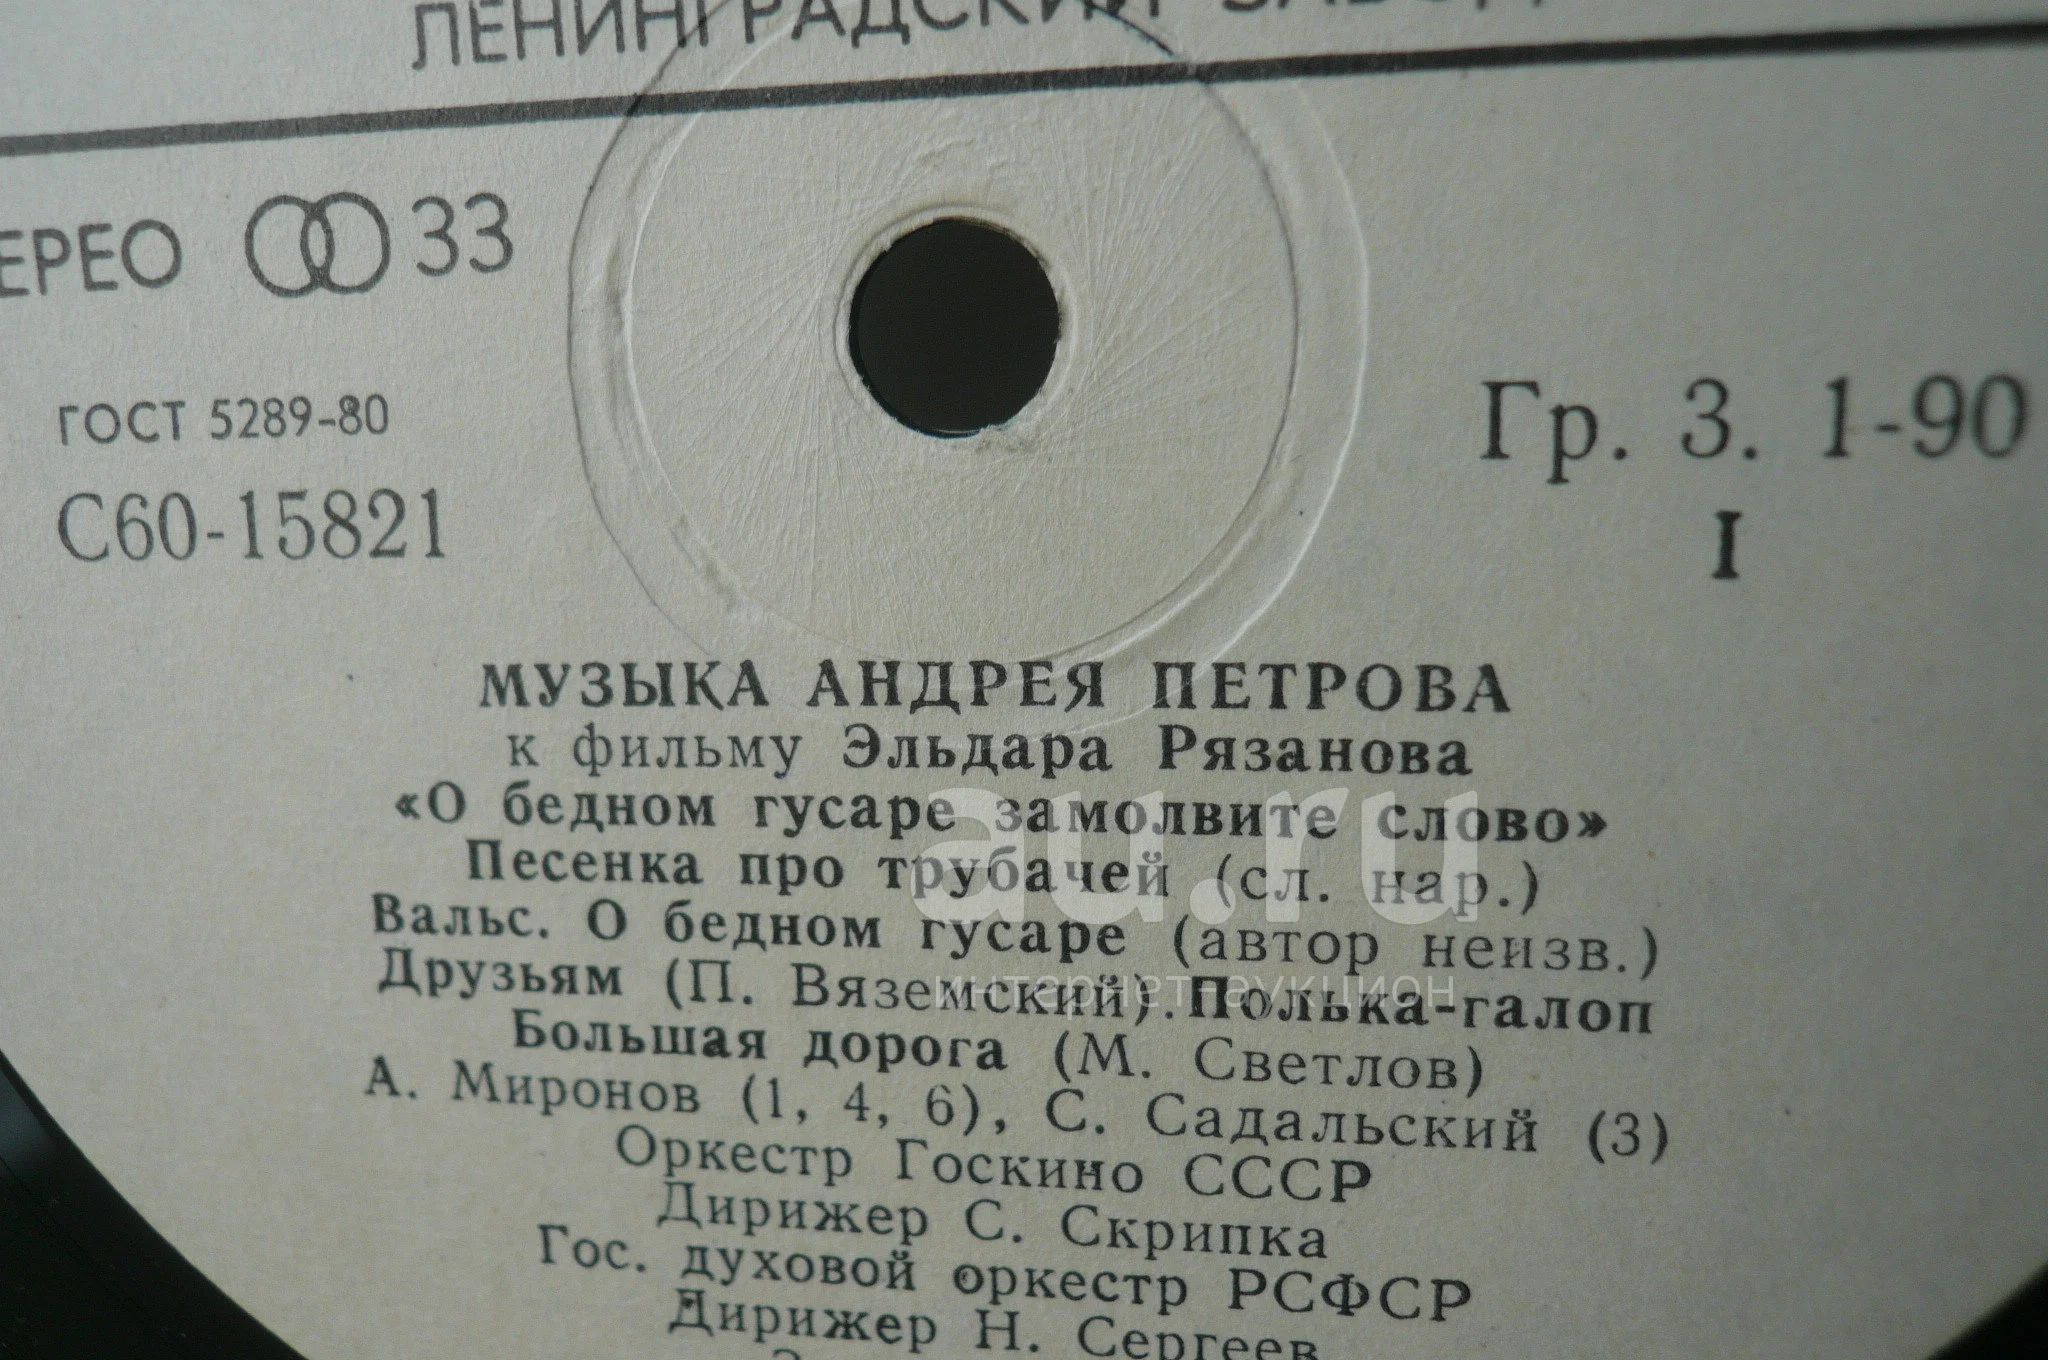 ЛЕНИНГРАДСКИЙ ЗАВОД
ЕРЕО 33
ГОСТ 5289-80
С60-15821
Гр. 3. 1-90
I
МУЗЫКА АНДРЕЯ ПЕТРОВА
к фильму Эльдара Рязанова
«О бедном гусаре замолвите слово»
Песенка про трубачей (сл. нар.)
Вальс. О бедном гусаре (автор неизв.)
Друзьям (П. Вяземский). Полька-галоп
Большая дорога (М. Светлов)
А. Миронов (1, 4, 6), С. Садальский (3)
Оркестр Госкино СССР
Дирижер С. Скрипка
Гос. духовой оркестр РСФСР
Дирижер Н. Сергеев
au.ru
интернет-аукцион